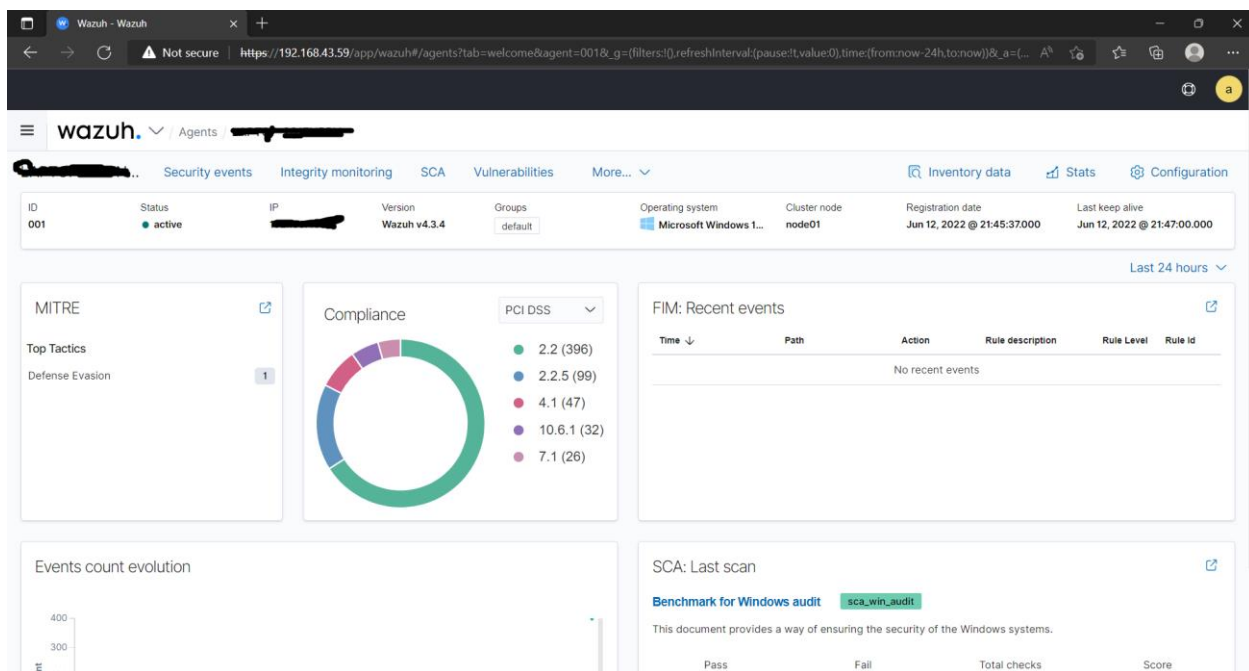 Wazuh - Wazuh
Not secure https://192.168.43.59/app/wazuh#/agents?tab=welcome&agent=001&_g=(filters:!(),refreshInterval:(pause:!t,value:0),time:(from:now-24h,to:now))&_a=(...
a
wazuh. / Agents /
.. Security events Integrity monitoring SCA Vulnerabilities More... Inventory data Stats Configuration
ID Status IP Version Groups Operating system Cluster node Registration date Last keep alive
001 active Wazuh v4.3.4 default Microsoft Windows 1... node01 Jun 12, 2022 @ 21:45:37.000 Jun 12, 2022 @ 21:47:00.000
Last 24 hours
MITRE
Top Tactics
Defense Evasion 1
Compliance PCI DSS
2.2 (396)
2.2.5 (99)
4.1 (47)
10.6.1 (32)
7.1 (26)
FIM: Recent events
Time Path Action Rule description Rule Level Rule Id
No recent events
Events count evolution
400
300
SCA: Last scan
Benchmark for Windows audit sca_win_audit
This document provides a way of ensuring the security of the Windows systems.
Pass Fail Total checks Score